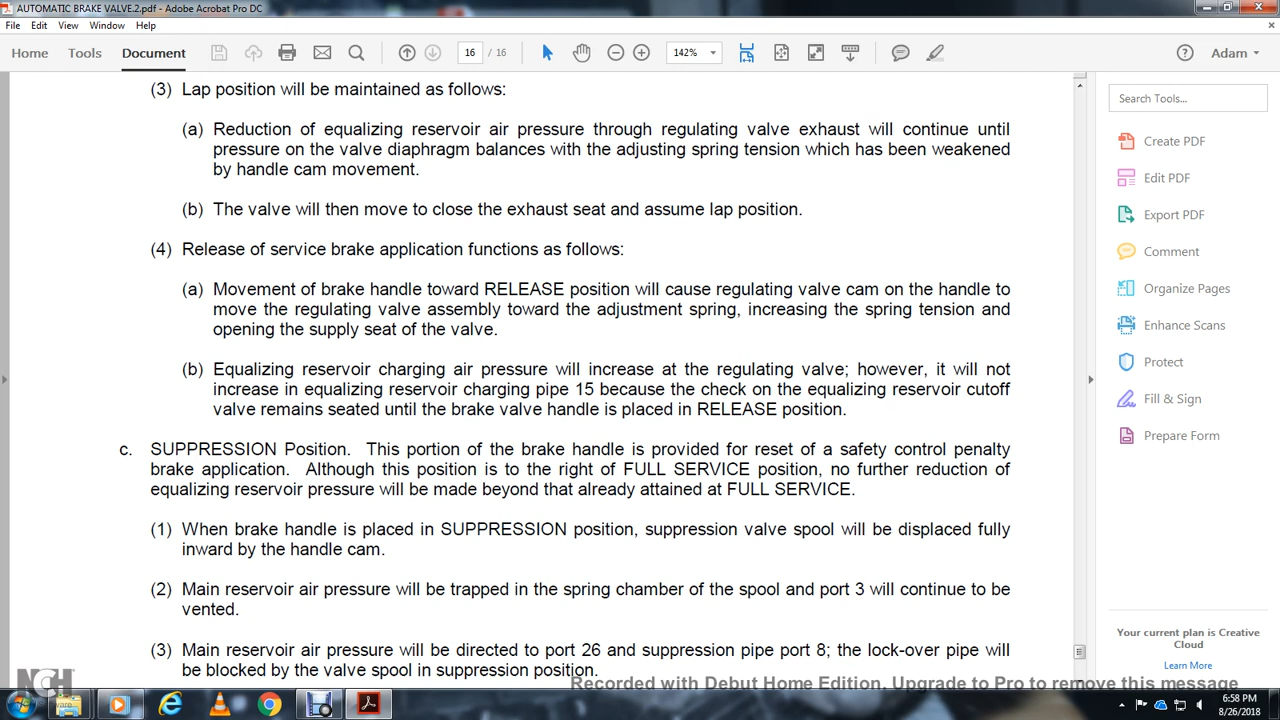 AUTOMATIC BRAKE VALVE.2.pdf - Adobe Acrobat Pro DC
File Edit View Window Help
Home Tools Document 16 / 16 142% Adam
(3) Lap position will be maintained as follows:
(a) Reduction of equalizing reservoir air pressure through regulating valve exhaust will continue until
pressure on the valve diaphragm balances with the adjusting spring tension which has been weakened
by handle cam movement.
(b) The valve will then move to close the exhaust seat and assume lap position.
(4) Release of service brake application functions as follows:
(a) Movement of brake handle toward RELEASE position will cause regulating valve cam on the handle to
move the regulating valve assembly toward the adjustment spring, increasing the spring tension and
opening the supply seat of the valve.
(b) Equalizing reservoir charging air pressure will increase at the regulating valve; however, it will not
increase in equalizing reservoir charging pipe 15 because the check on the equalizing reservoir cutoff
valve remains seated until the brake valve handle is placed in RELEASE position.
c. SUPPRESSION Position. This portion of the brake handle is provided for reset of a safety control penalty
brake application. Although this position is to the right of FULL SERVICE position, no further reduction of
equalizing reservoir pressure will be made beyond that already attained at FULL SERVICE.
(1) When brake handle is placed in SUPPRESSION position, suppression valve spool will be displaced fully
inward by the handle cam.
(2) Main reservoir air pressure will be trapped in the spring chamber of the spool and port 3 will continue to be
vented.
(3) Main reservoir air pressure will be directed to port 26 and suppression pipe port 8; the lock-over pipe will
be blocked by the valve spool in suppression position.
Search Tools...
Create PDF
Edit PDF
Export PDF
Comment
Organize Pages
Enhance Scans
Protect
Fill & Sign
Prepare Form
Your current plan is Creative
Cloud
Learn More
NCH
Recorded with Debut Home Edition. Upgrade to Pro to remove this message
6:58 PM
8/26/2018